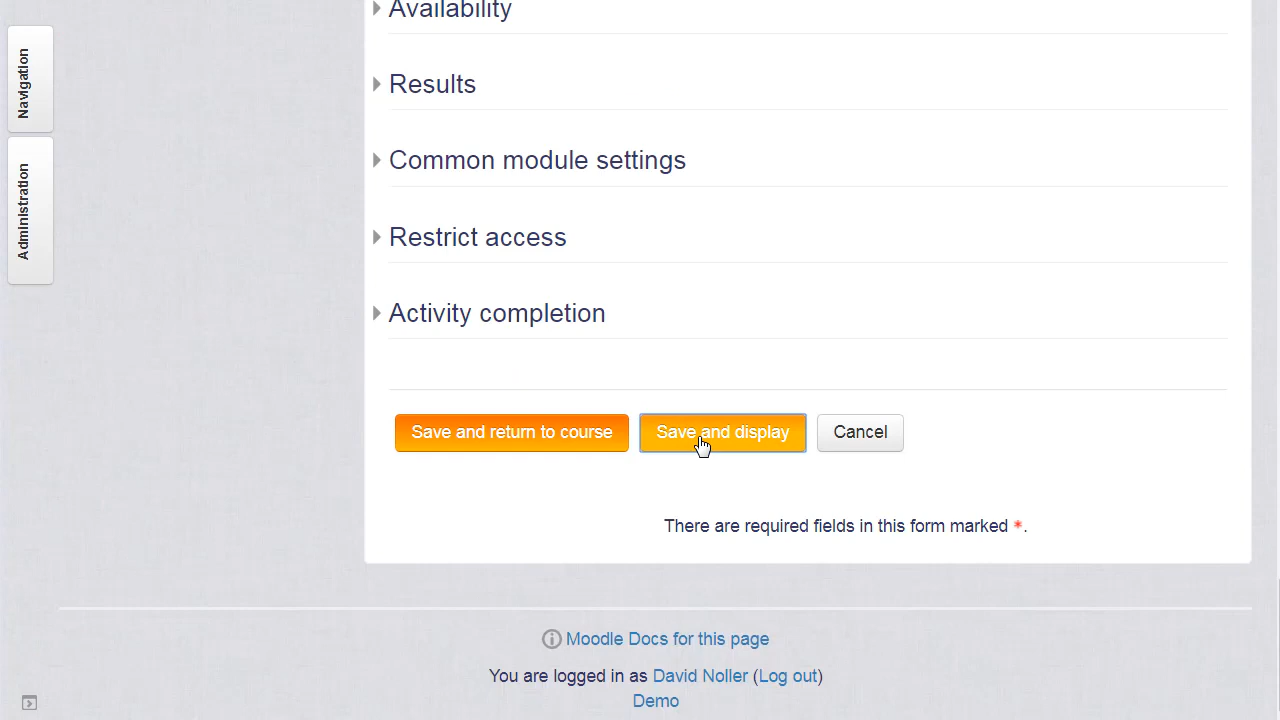 Availability
Navigation
Results
Common module settings
Administration
Restrict access
Activity completion
Save and return to course
Save and display
Cancel
There are required fields in this form marked *.
Moodle Docs for this page
You are logged in as David Noller (Log out)
Demo